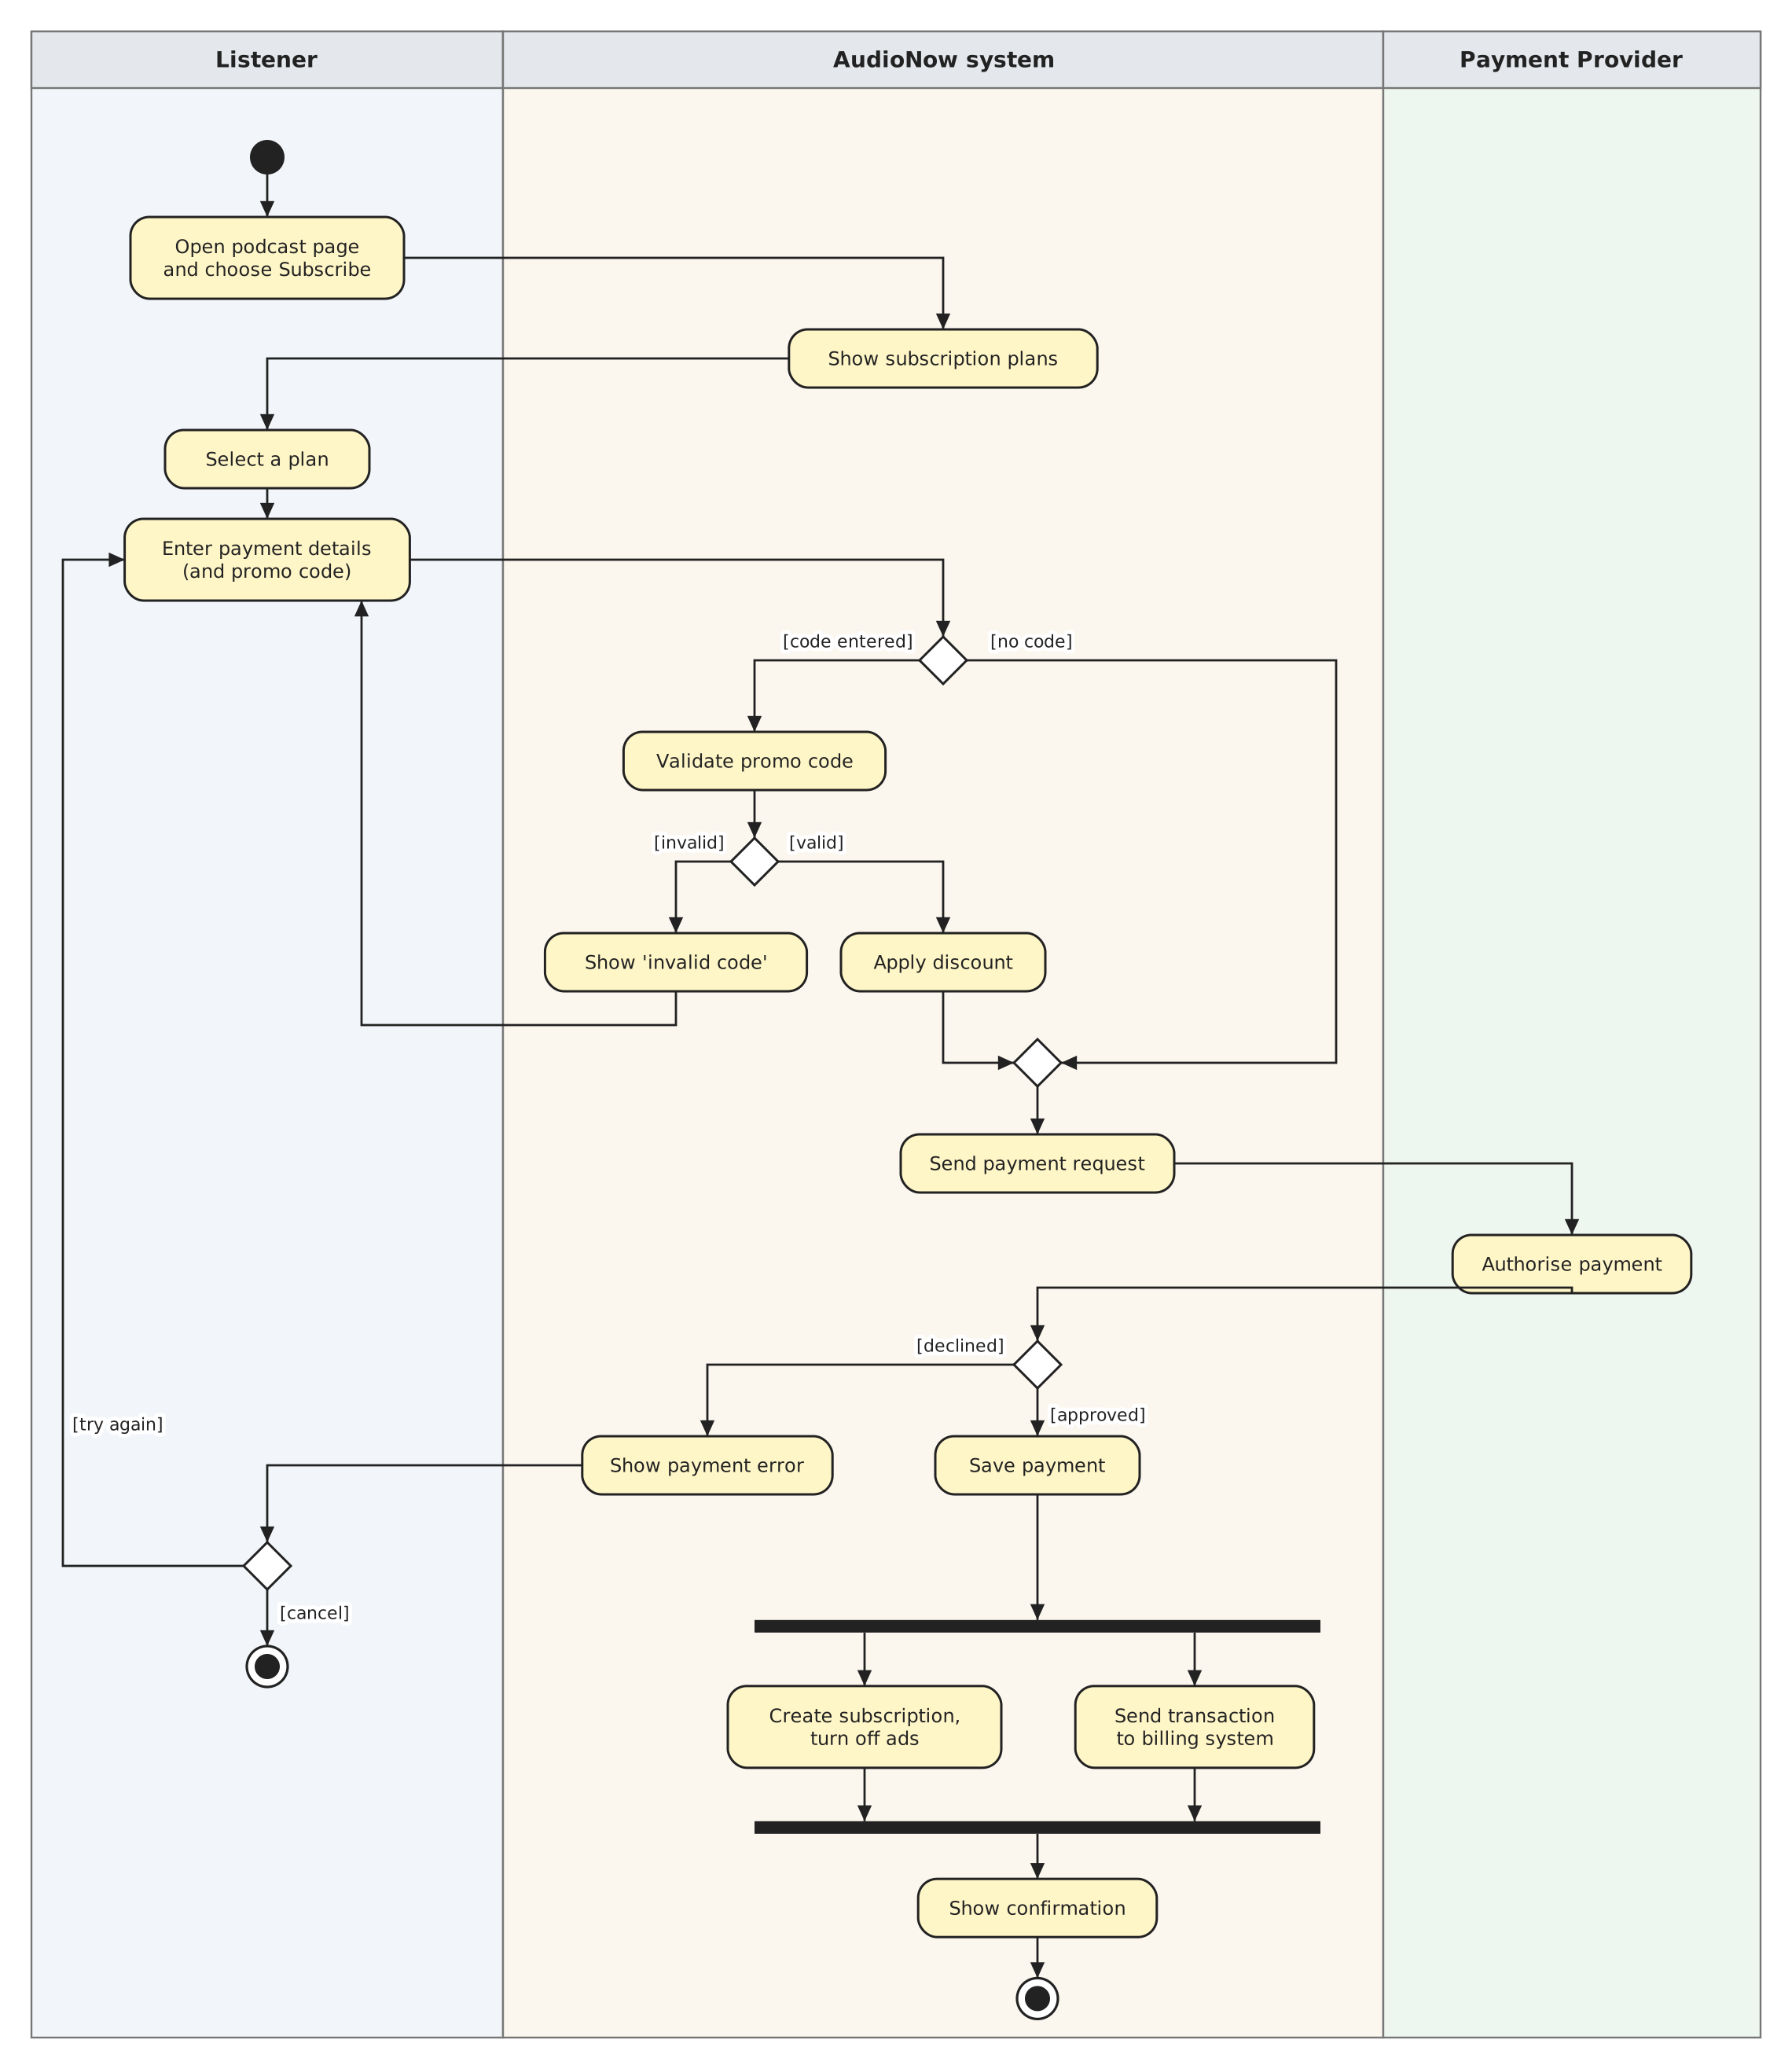 Listener
AudioNow system
Payment Provider
Open podcast page
and choose Subscribe
Show subscription plans
Select a plan
Enter payment details
(and promo code)
[code entered]
[no code]
Validate promo code
[invalid]
[valid]
Show 'invalid code'
Apply discount
Send payment request
Authorise payment
[declined]
[approved]
[try again]
Show payment error
Save payment
[cancel]
Create subscription,
turn off ads
Send transaction
to billing system
Show confirmation